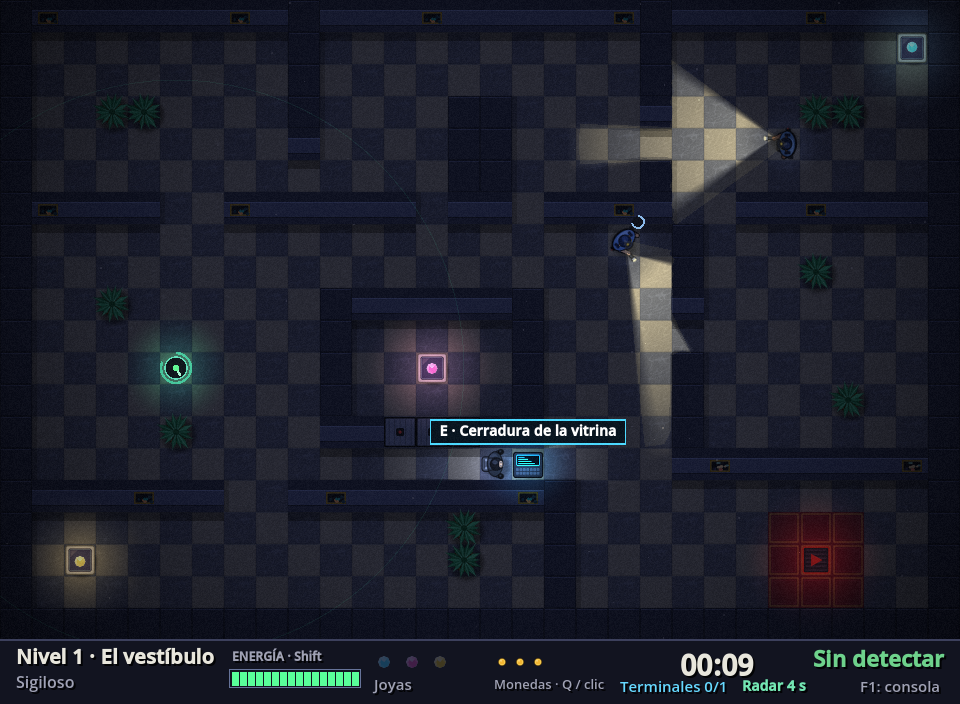 E · Cerradura de la vitrina
Nivel 1 · El vestíbulo
Sigiloso
ENERGÍA · Shift
Joyas
Monedas · Q / clic
00:09
Terminales 0/1
Radar 4 s
Sin detectar
F1: consola